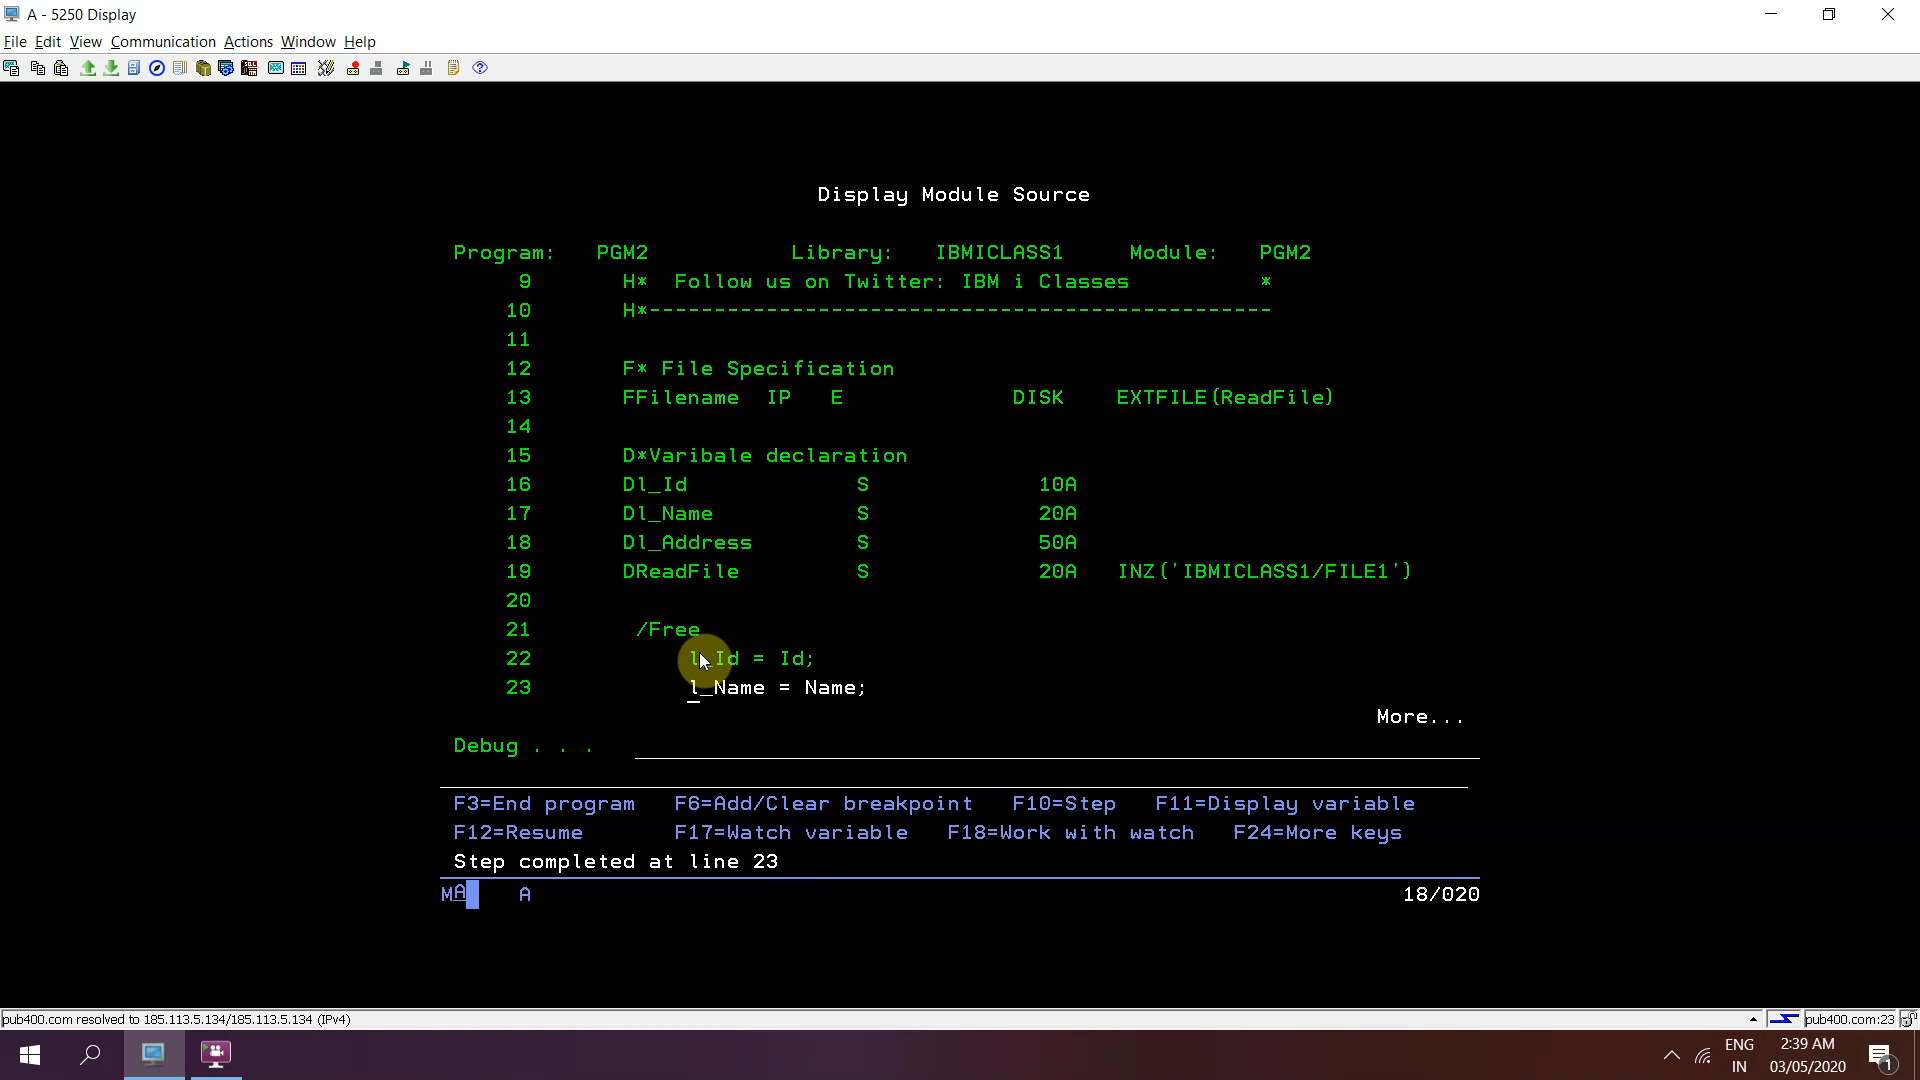 A - 5250 Display
File Edit View Communication Actions Window Help
Display Module Source
Program: PGM2 Library: IBMICLASS1 Module: PGM2
9 H* Follow us on Twitter: IBM i Classes *
10 H*------------------------------------------------
11
12 F* File Specification
13 FFilename IP E DISK EXTFILE(ReadFile)
14
15 D*Varibale declaration
16 Dl_Id S 10A
17 Dl_Name S 20A
18 Dl_Address S 50A
19 DReadFile S 20A INZ('IBMICLASS1/FILE1')
20
21 /Free
22 l_Id = Id;
23 l_Name = Name;
More...
Debug . . .
F3=End program F6=Add/Clear breakpoint F10=Step F11=Display variable
F12=Resume F17=Watch variable F18=Work with watch F24=More keys
Step completed at line 23
MA A 18/020
pub400.com resolved to 185.113.5.134/185.113.5.134 (IPv4) pub400.com:23
ENG 2:39 AM
IN 03/05/2020 1